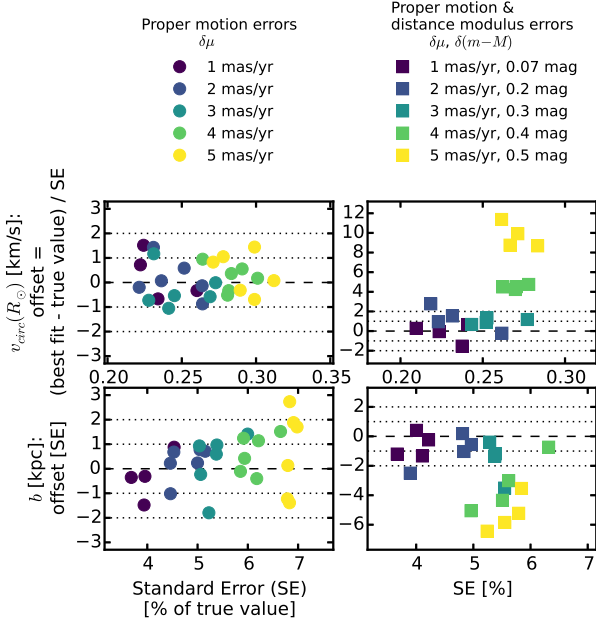 Proper motion errors
δμ
1 mas/yr
2 mas/yr
3 mas/yr
4 mas/yr
5 mas/yr
Proper motion &
distance modulus errors
δμ, δ(m−M)
1 mas/yr, 0.07 mag
2 mas/yr, 0.2 mag
3 mas/yr, 0.3 mag
4 mas/yr, 0.4 mag
5 mas/yr, 0.5 mag
v_circ(R_⊙) [km/s]:
offset =
(best fit - true value) / SE
3
2
1
0
−1
−2
−3
0.20 0.25 0.30 0.35
12
10
8
6
4
2
0
−2
0.20 0.25 0.30
b [kpc]:
offset [SE]
3
2
1
0
−1
−2
−3
4 5 6 7
Standard Error (SE)
[% of true value]
2
0
−2
−4
−6
4 5 6 7
SE [%]